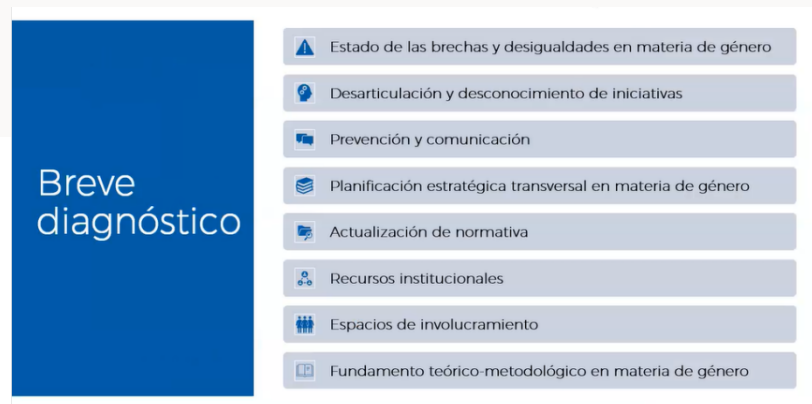 Breve
diagnóstico
Estado de las brechas y desigualdades en materia de género
Desarticulación y desconocimiento de iniciativas
Prevención y comunicación
Planificación estratégica transversal en materia de género
Actualización de normativa
Recursos institucionales
Espacios de involucramiento
Fundamento teórico-metodológico en materia de género